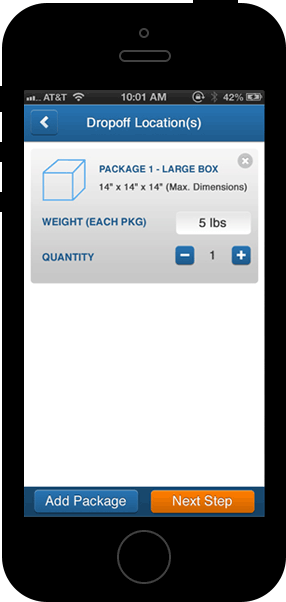 AT&T 10:01 AM 42%
Dropoff Location(s)
PACKAGE 1 - LARGE BOX
14" x 14" x 14" (Max. Dimensions)
WEIGHT (EACH PKG) 5 lbs
QUANTITY 1
Add Package Next Step